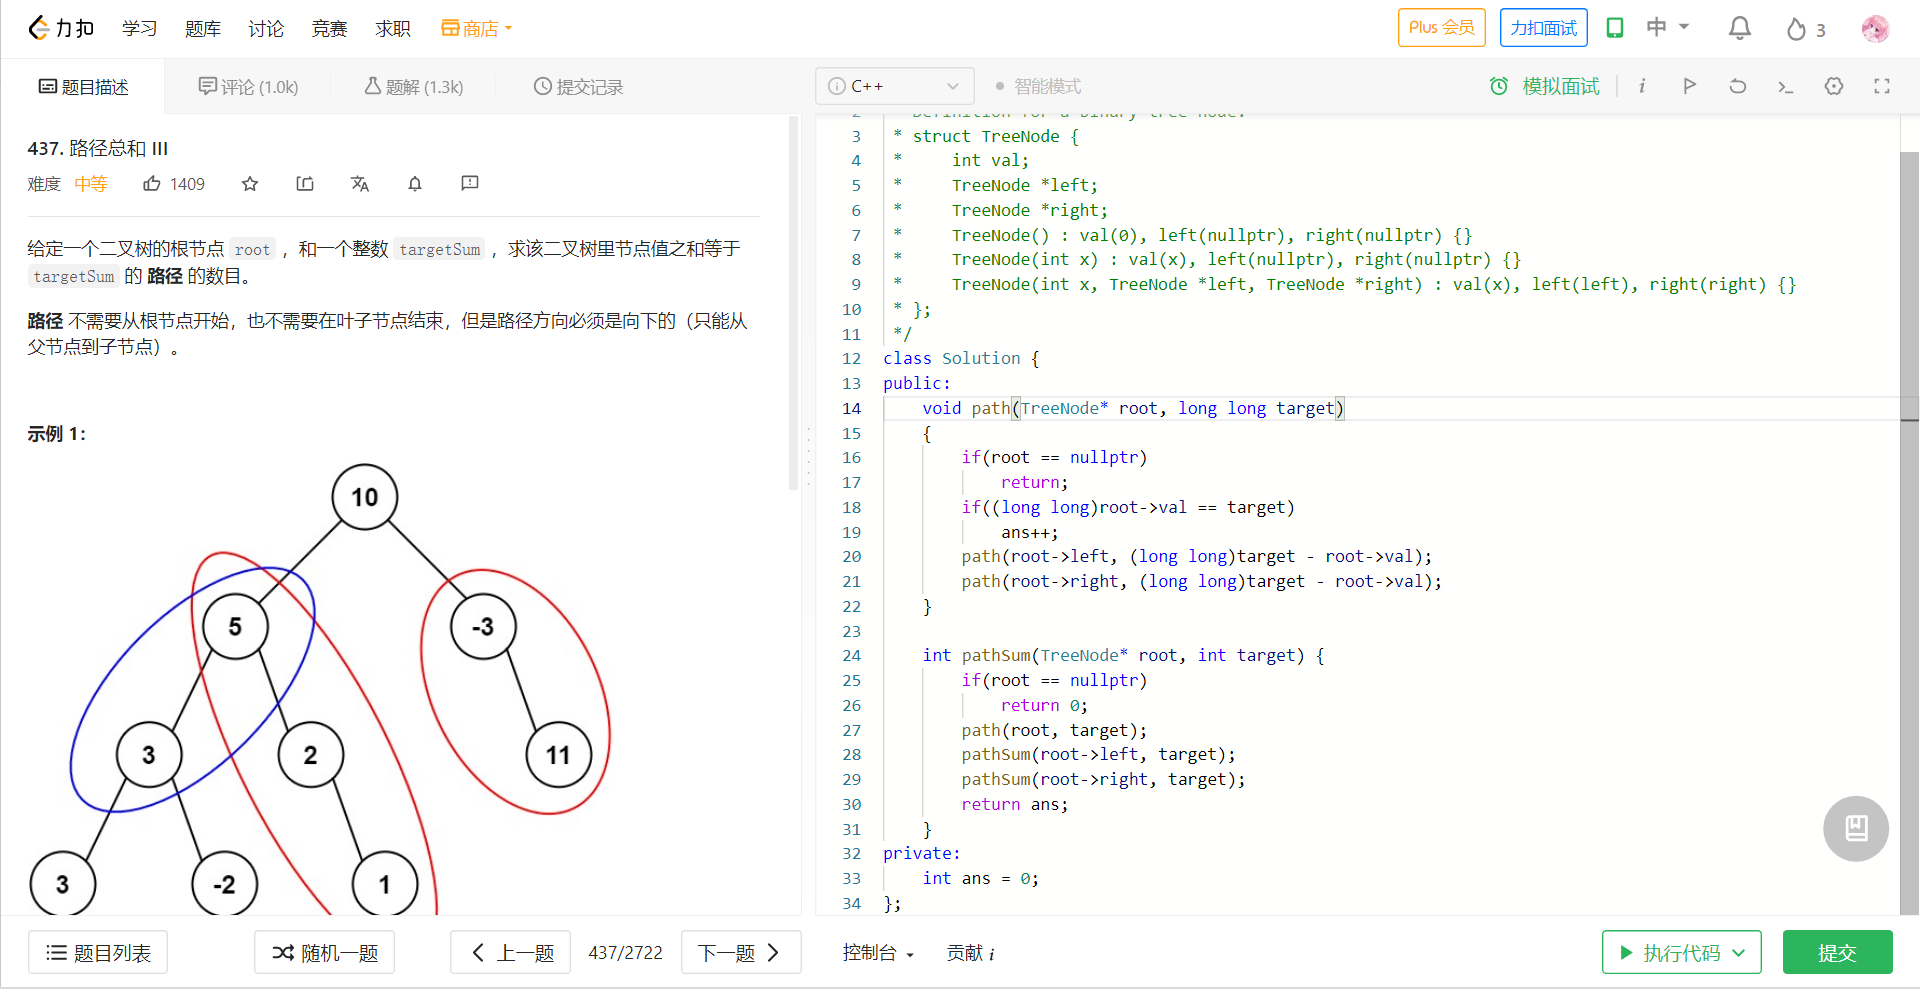 力扣 学习 题库 讨论 竞赛 求职 商店 Plus 会员 力扣面试 中 3
题目描述 评论 (1.0k) 题解 (1.3k) 提交记录
C++ 智能模式 模拟面试 i
437. 路径总和 III
难度 中等 1409
给定一个二叉树的根节点 root ，和一个整数 targetSum ，求该二叉树里节点值之和等于
targetSum 的 路径 的数目。
路径 不需要从根节点开始，也不需要在叶子节点结束，但是路径方向必须是向下的（只能从
父节点到子节点）。
示例 1：
10
5 -3
3 2 11
3 -2 1
2 * Definition for a binary tree node.
3 * struct TreeNode {
4 *     int val;
5 *     TreeNode *left;
6 *     TreeNode *right;
7 *     TreeNode() : val(0), left(nullptr), right(nullptr) {}
8 *     TreeNode(int x) : val(x), left(nullptr), right(nullptr) {}
9 *     TreeNode(int x, TreeNode *left, TreeNode *right) : val(x), left(left), right(right) {}
10 * };
11 */
12 class Solution {
13 public:
14     void path(TreeNode* root, long long target)
15     {
16         if(root == nullptr)
17             return;
18         if((long long)root->val == target)
19             ans++;
20         path(root->left, (long long)target - root->val);
21         path(root->right, (long long)target - root->val);
22     }
23
24     int pathSum(TreeNode* root, int target) {
25         if(root == nullptr)
26             return 0;
27         path(root, target);
28         pathSum(root->left, target);
29         pathSum(root->right, target);
30         return ans;
31     }
32 private:
33     int ans = 0;
34 };
题目列表 随机一题 上一题 437/2722 下一题 控制台 贡献 i 执行代码 提交